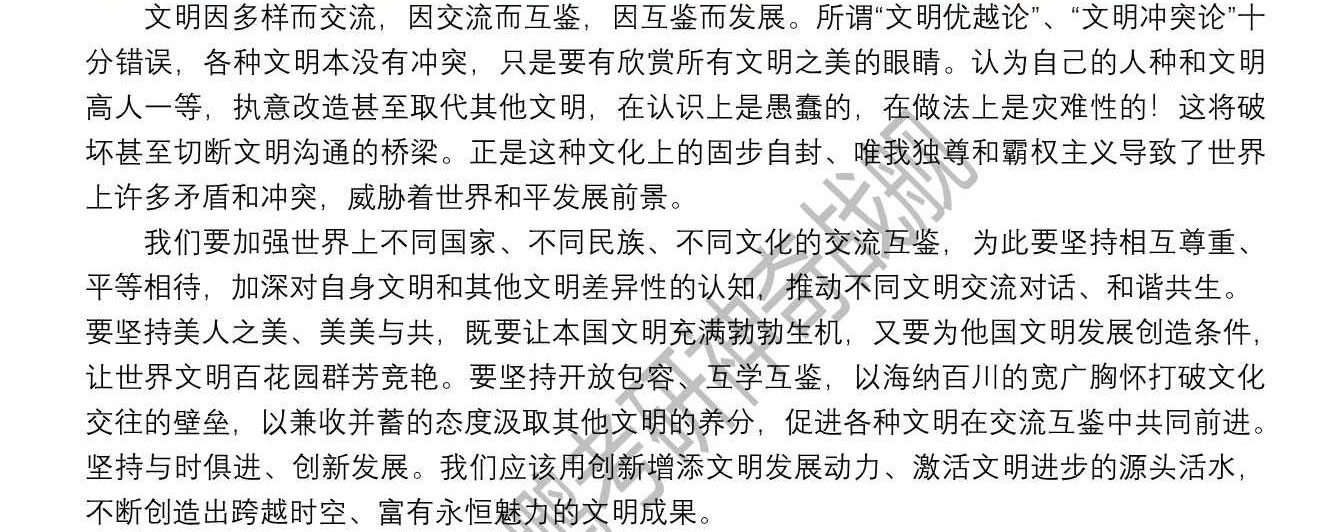 文明因多样而交流，因交流而互鉴，因互鉴而发展。所谓“文明优越论”、“文明冲突论”十
分错误，各种文明本没有冲突，只是要有欣赏所有文明之美的眼睛。认为自己的人种和文明
高人一等，执意改造甚至取代其他文明，在认识上是愚蠢的，在做法上是灾难性的！这将破
坏甚至切断文明沟通的桥梁。正是这种文化上的固步自封、唯我独尊和霸权主义导致了世界
上许多矛盾和冲突，威胁着世界和平发展前景。
我们要加强世界上不同国家、不同民族、不同文化的交流互鉴，为此要坚持相互尊重、
平等相待，加深对自身文明和其他文明差异性的认知，推动不同文明交流对话、和谐共生。
要坚持美人之美、美美与共，既要让本国文明充满勃勃生机，又要为他国文明发展创造条件，
让世界文明百花园群芳竞艳。要坚持开放包容、互学互鉴，以海纳百川的宽广胸怀打破文化
交往的壁垒，以兼收并蓄的态度汲取其他文明的养分，促进各种文明在交流互鉴中共同前进。
坚持与时俱进、创新发展。我们应该用创新增添文明发展动力、激活文明进步的源头活水，
不断创造出跨越时空、富有永恒魅力的文明成果。
考研神奇战舰